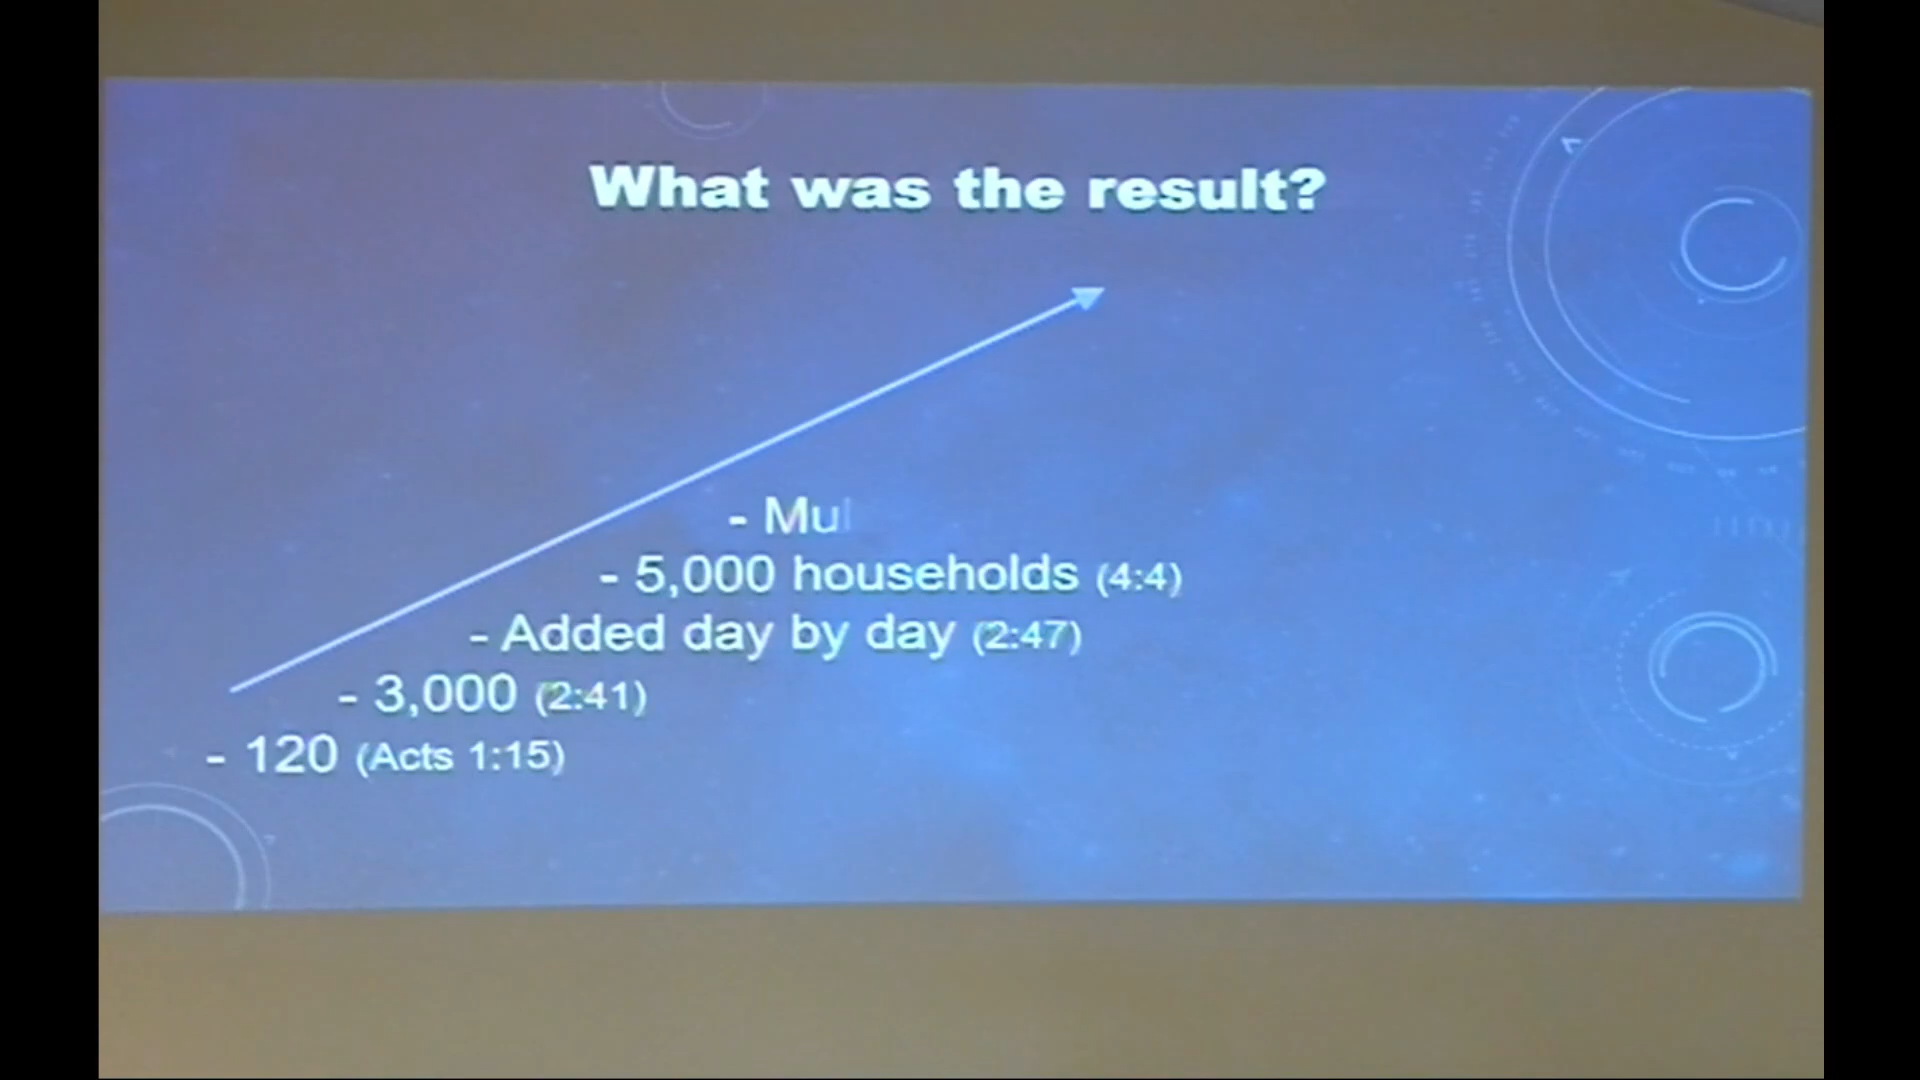 What was the result?
- Mul
- 5,000 households (4:4)
- Added day by day (2:47)
- 3,000 (2:41)
- 120 (Acts 1:15)